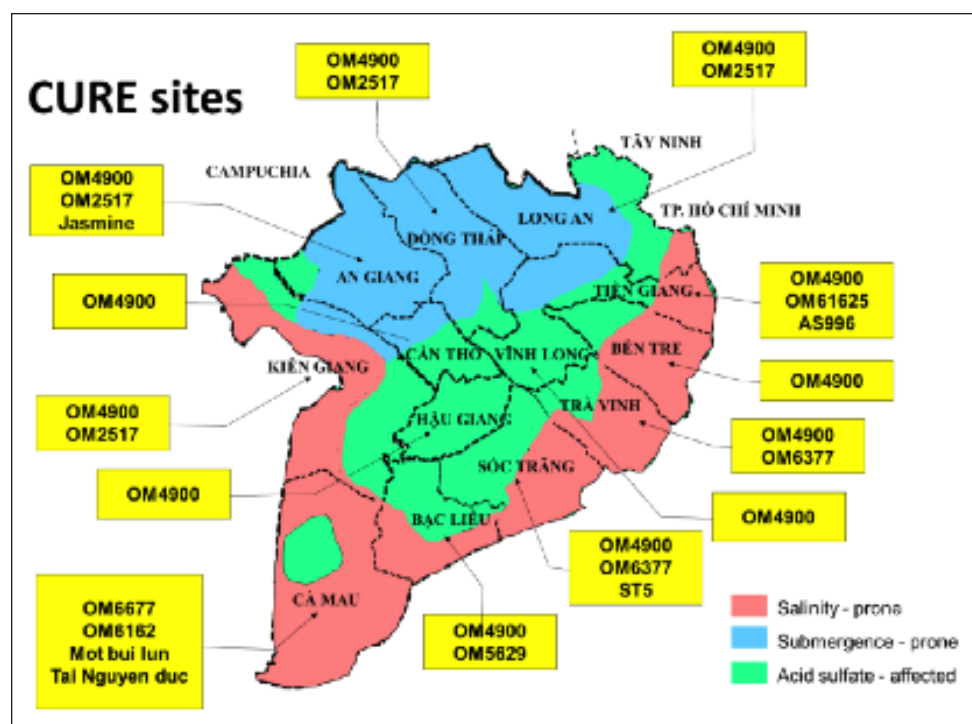 OM4900
OM2517
OM4900
OM2517
CURE sites
TÂY NINH
CAMPUCHIA
OM4900
OM2517
Jasmine
TP. HỒ CHÍ MINH
LONG AN
ĐỒNG THÁP
AN GIANG
OM4900
TIỀN GIANG
OM4900
OM61625
AS996
CẦN THƠ
VĨNH LONG
BẾN TRE
KIÊN GIANG
OM4900
OM4900
OM2517
HẬU GIANG
TRÀ VINH
OM4900
OM6377
SÓC TRĂNG
OM4900
BẠC LIÊU
OM4900
OM4900
OM6377
ST5
CÀ MAU
OM6677
OM6162
Mot bui lun
Tai Nguyen duc
OM4900
OM5629
Salinity - prone
Submergence - prone
Acid sulfate - affected